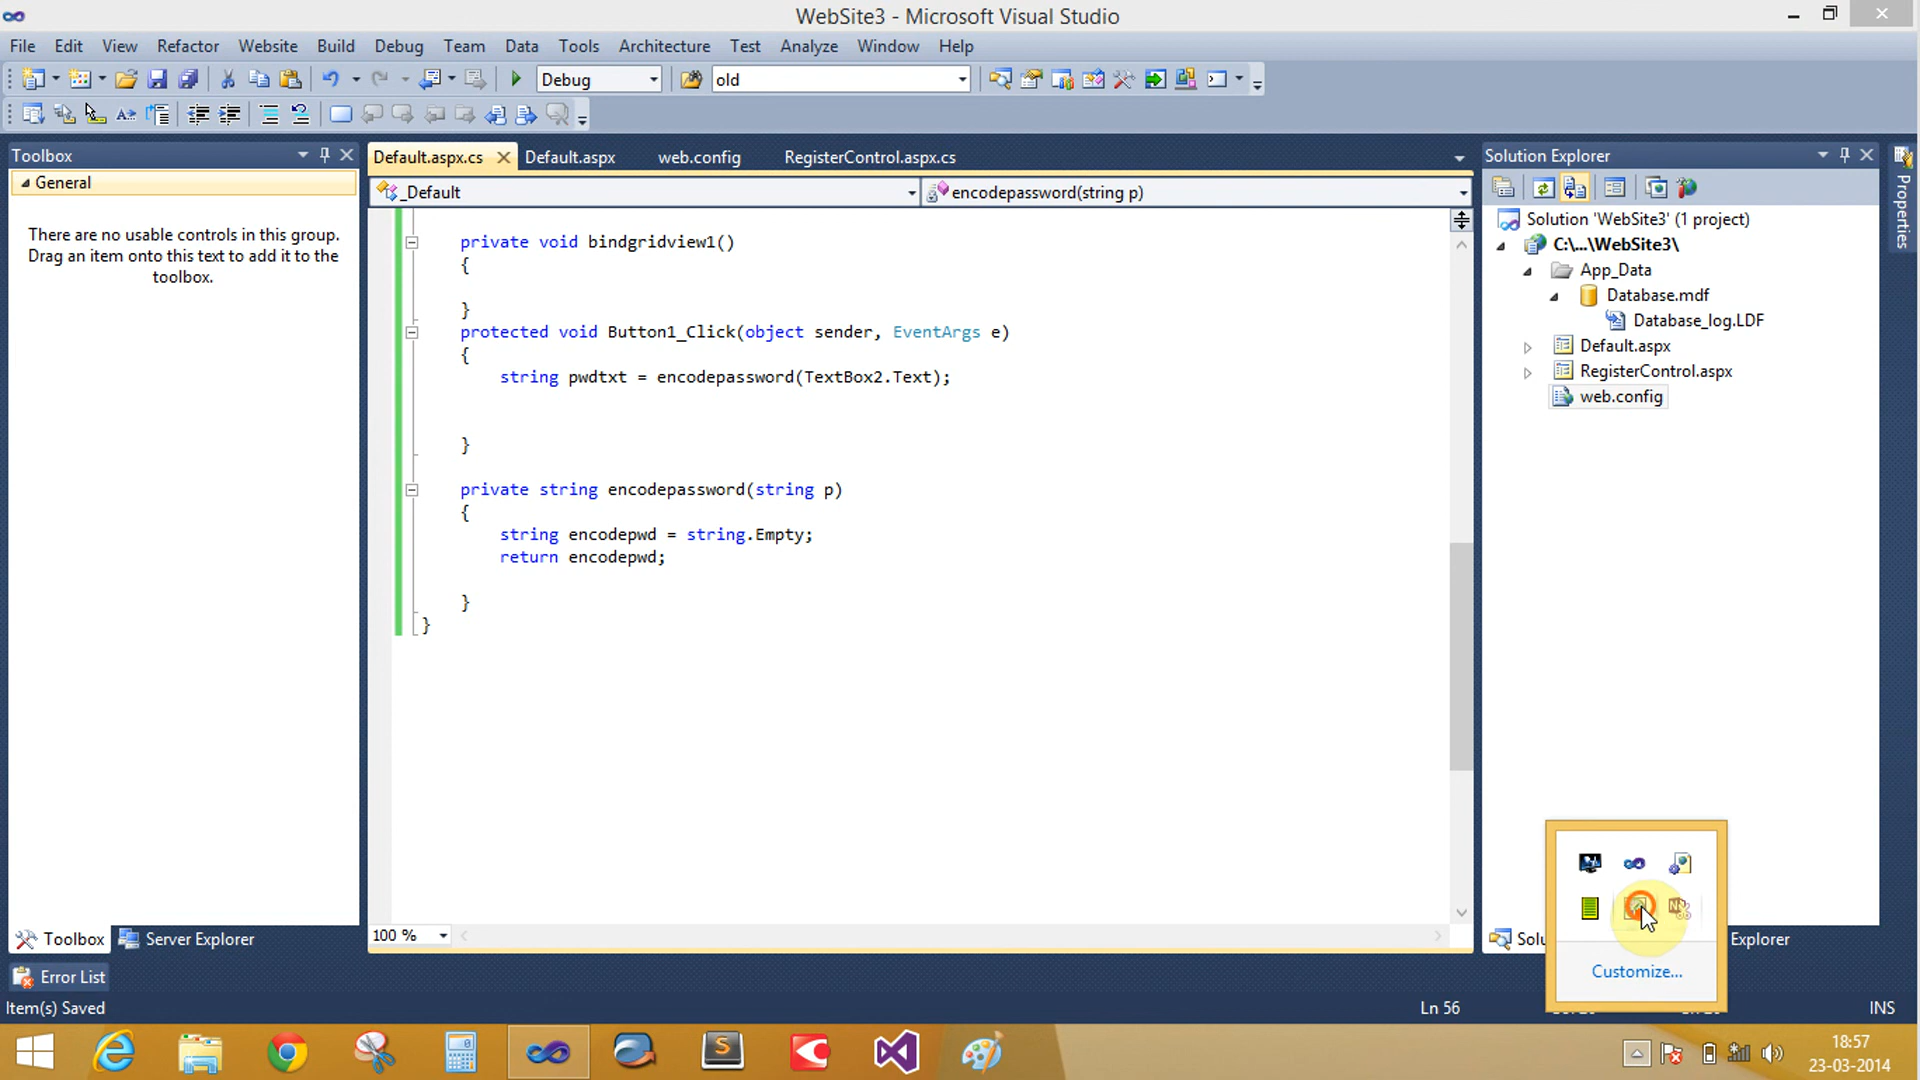 WebSite3 - Microsoft Visual Studio
File Edit View Refactor Website Build Debug Team Data Tools Architecture Test Analyze Window Help
Debug old
Toolbox
General
There are no usable controls in this group. Drag an item onto this text to add it to the toolbox.
Default.aspx.cs Default.aspx web.config RegisterControl.aspx.cs
_Default encodepassword(string p)
private void bindgridview1()
{
}
protected void Button1_Click(object sender, EventArgs e)
{
string pwdtxt = encodepassword(TextBox2.Text);
}
private string encodepassword(string p)
{
string encodepwd = string.Empty;
return encodepwd;
}
}
100 %
Solution Explorer
Solution 'WebSite3' (1 project)
C:\...\WebSite3\
App_Data
Database.mdf
Database_log.LDF
Default.aspx
RegisterControl.aspx
web.config
Properties
Customize...
Toolbox Server Explorer
Solu Explorer
Error List
Item(s) Saved
Ln 56
INS
18:57
23-03-2014